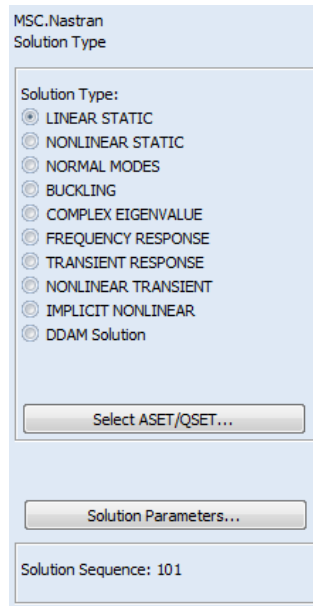 MSC.Nastran
Solution Type
Solution Type:
LINEAR STATIC
NONLINEAR STATIC
NORMAL MODES
BUCKLING
COMPLEX EIGENVALUE
FREQUENCY RESPONSE
TRANSIENT RESPONSE
NONLINEAR TRANSIENT
IMPLICIT NONLINEAR
DDAM Solution
Select ASET/QSET...
Solution Parameters...
Solution Sequence: 101